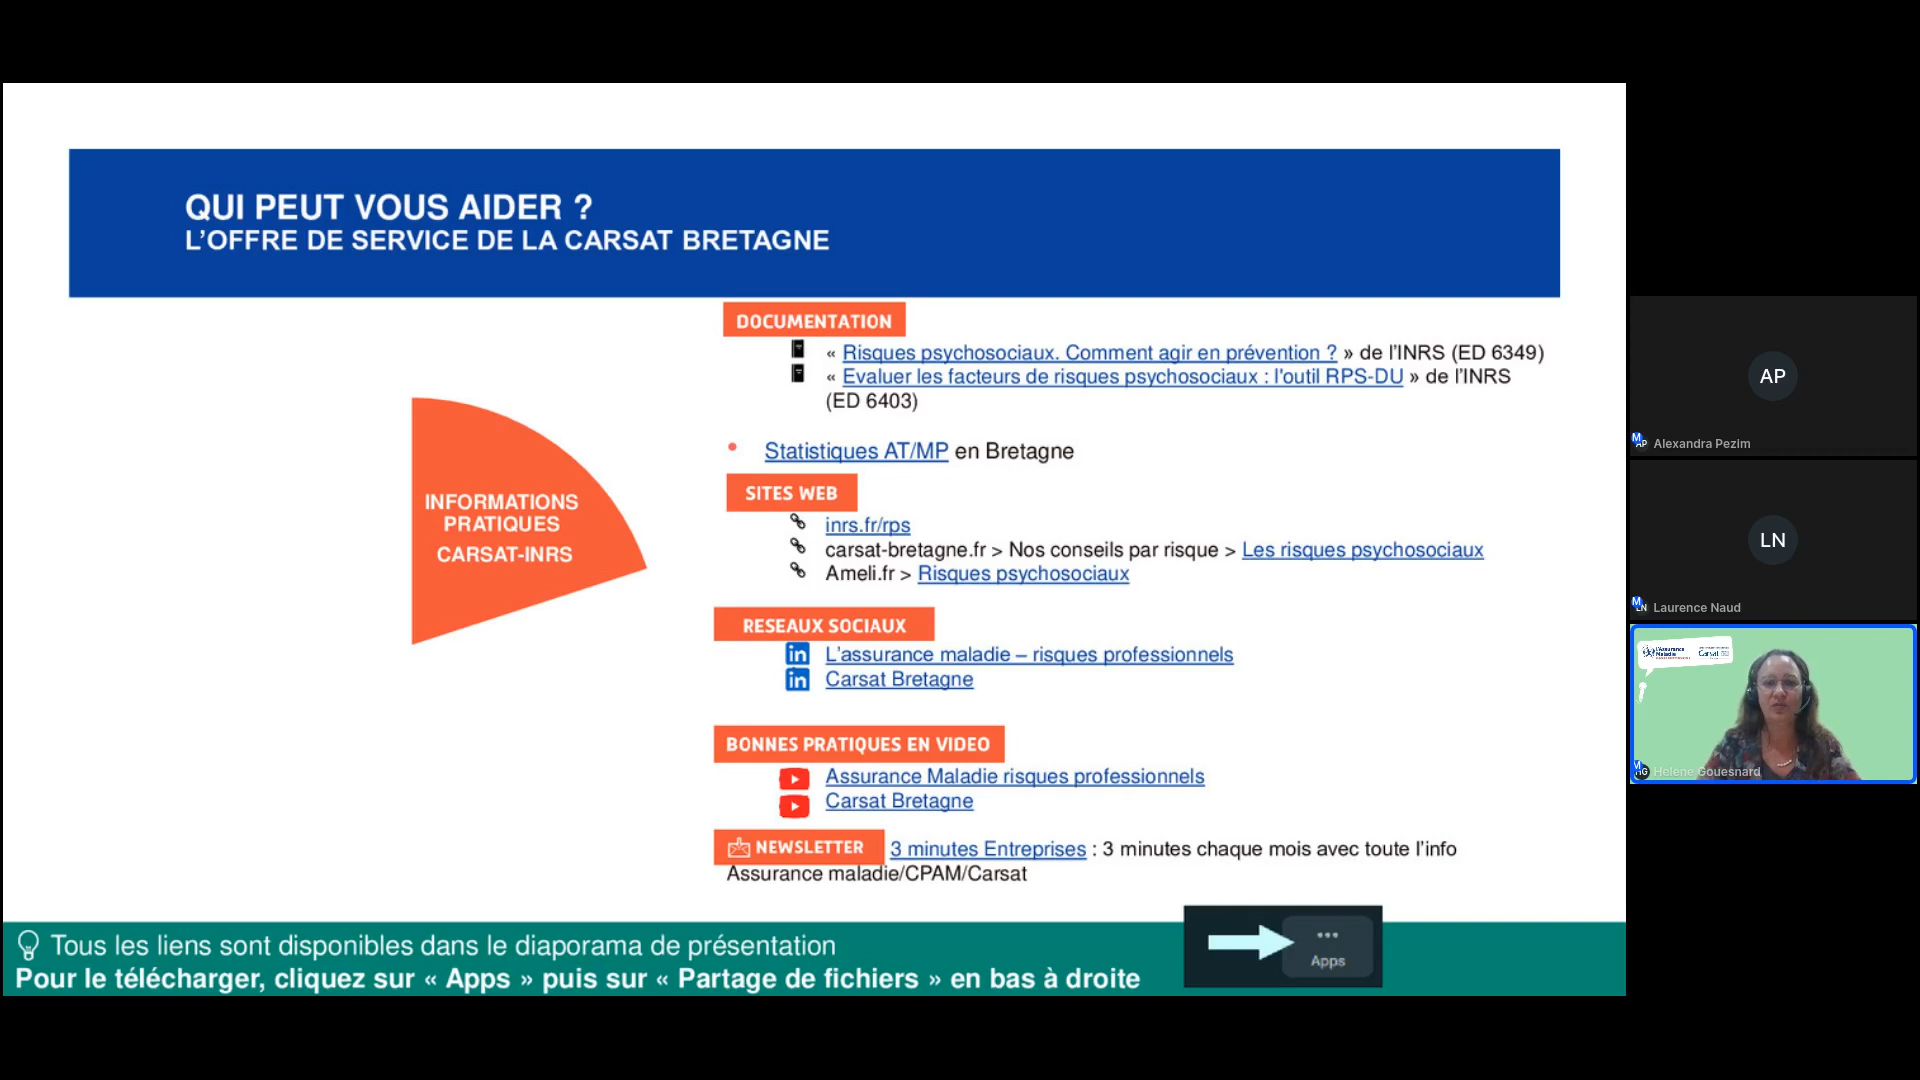 QUI PEUT VOUS AIDER ?
L'OFFRE DE SERVICE DE LA CARSAT BRETAGNE
INFORMATIONS
PRATIQUES
CARSAT-INRS
DOCUMENTATION
« Risques psychosociaux. Comment agir en prévention ? » de l'INRS (ED 6349)
« Evaluer les facteurs de risques psychosociaux : l'outil RPS-DU » de l'INRS
(ED 6403)
• Statistiques AT/MP en Bretagne
SITES WEB
inrs.fr/rps
carsat-bretagne.fr > Nos conseils par risque > Les risques psychosociaux
Ameli.fr > Risques psychosociaux
RESEAUX SOCIAUX
in L'assurance maladie – risques professionnels
in Carsat Bretagne
BONNES PRATIQUES EN VIDEO
Assurance Maladie risques professionnels
Carsat Bretagne
NEWSLETTER 3 minutes Entreprises : 3 minutes chaque mois avec toute l'info
Assurance maladie/CPAM/Carsat
Tous les liens sont disponibles dans le diaporama de présentation
Pour le télécharger, cliquez sur « Apps » puis sur « Partage de fichiers » en bas à droite
Apps
AP
Alexandra Pezim
LN
Laurence Naud
l'Assurance
Maladie
Carsat
Hélène Gouesnard